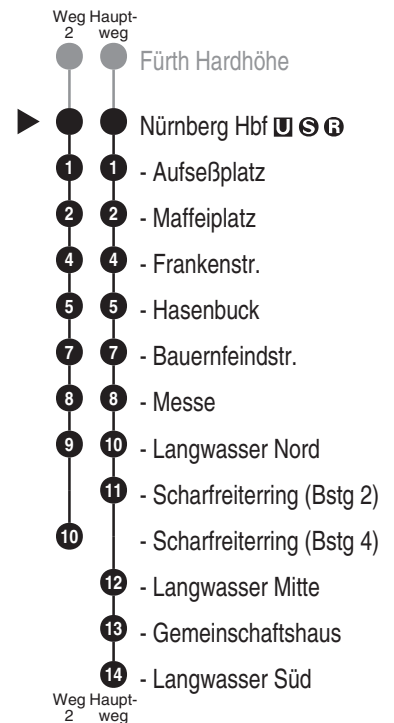 Weg Haupt-
2 weg
Fürth Hardhöhe
Nürnberg Hbf U S R
1 1 - Aufseßplatz
2 2 - Maffeiplatz
4 4 - Frankenstr.
5 5 - Hasenbuck
7 7 - Bauernfeindstr.
8 8 - Messe
9 10 - Langwasser Nord
11 - Scharfreiterring (Bstg 2)
10 - Scharfreiterring (Bstg 4)
12 - Langwasser Mitte
13 - Gemeinschaftshaus
14 - Langwasser Süd
Weg Haupt-
2 weg